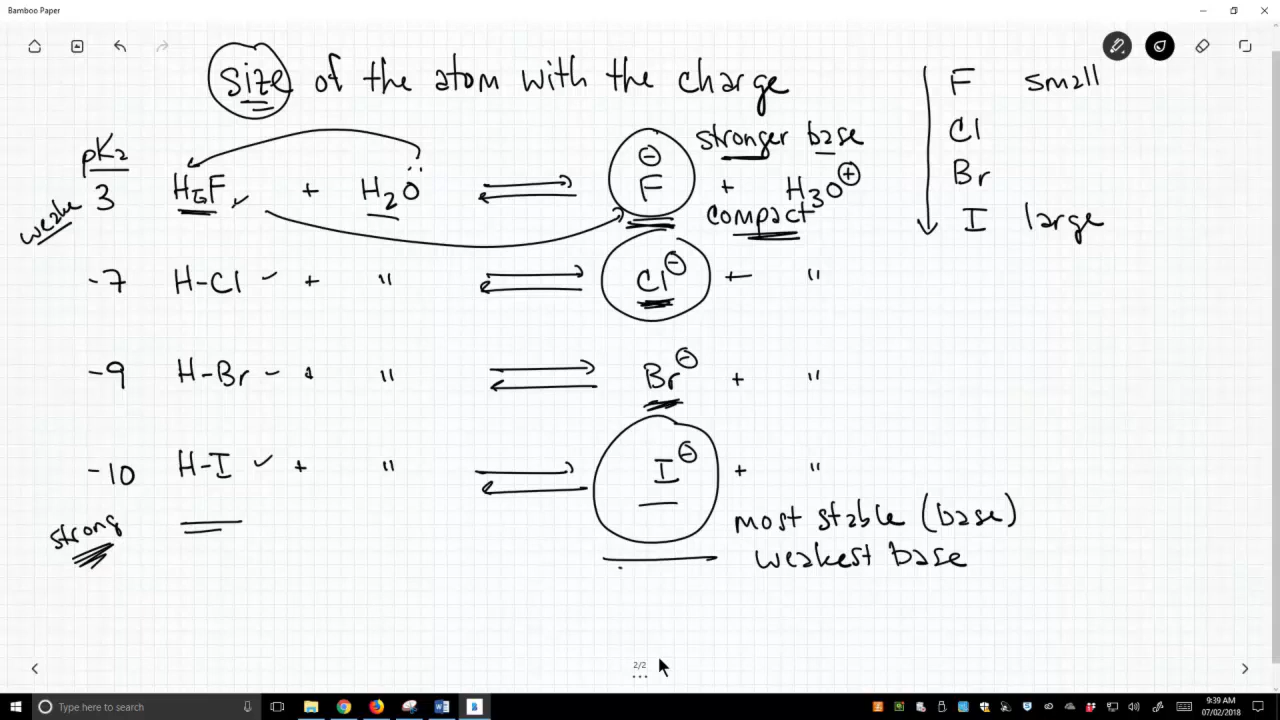 Bamboo Paper
size of the atom with the charge
F small
Cl
Br
I large
pKa
stronger base
weak 3 H-F + H2Ö ⊖ F + H3O⊕
compact
-7 H-Cl + " Cl⊖ + "
-9 H-Br + " Br⊖ + "
-10 H-I + " I⊖ + "
strong
most stable (base)
weakest base
2/2
Type here to search
9:39 AM
07/02/2018